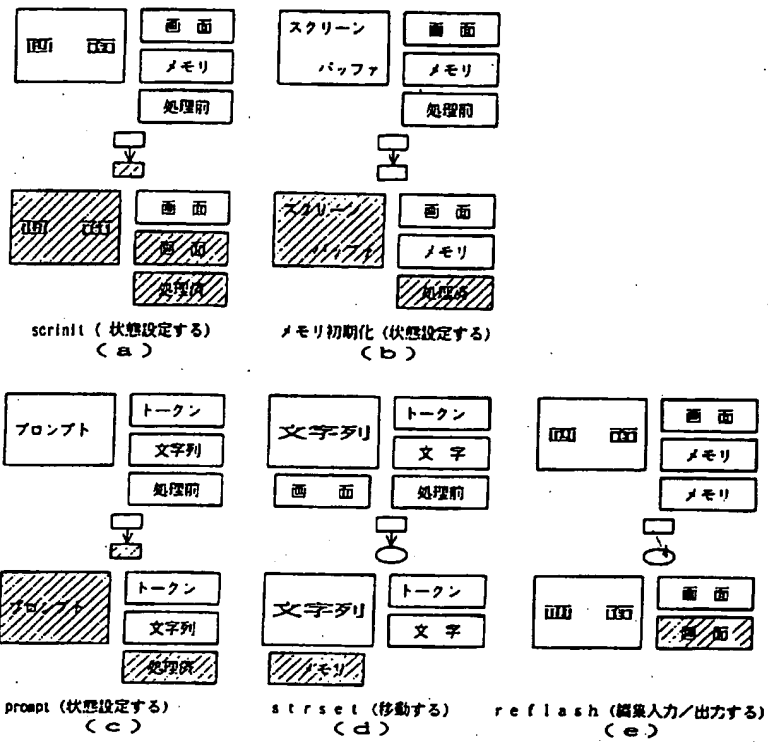 画面
画面
メモリ
処理前
画面
画面
画面
処理済
scrinit（状態設定する）
（a）
スクリーン
バッファ
画面
メモリ
処理前
スクリーン
バッファ
画面
メモリ
処理済
メモリ初期化（状態設定する）
（b）
プロンプト
トークン
文字列
処理前
プロンプト
トークン
文字列
処理済
prompt（状態設定する）
（c）
文字列
画面
トークン
文字
処理前
文字列
メモリ
トークン
文字
strset（移動する）
（d）
画面
画面
メモリ
メモリ
画面
画面
画面
reflash（編集入力/出力する）
（e）